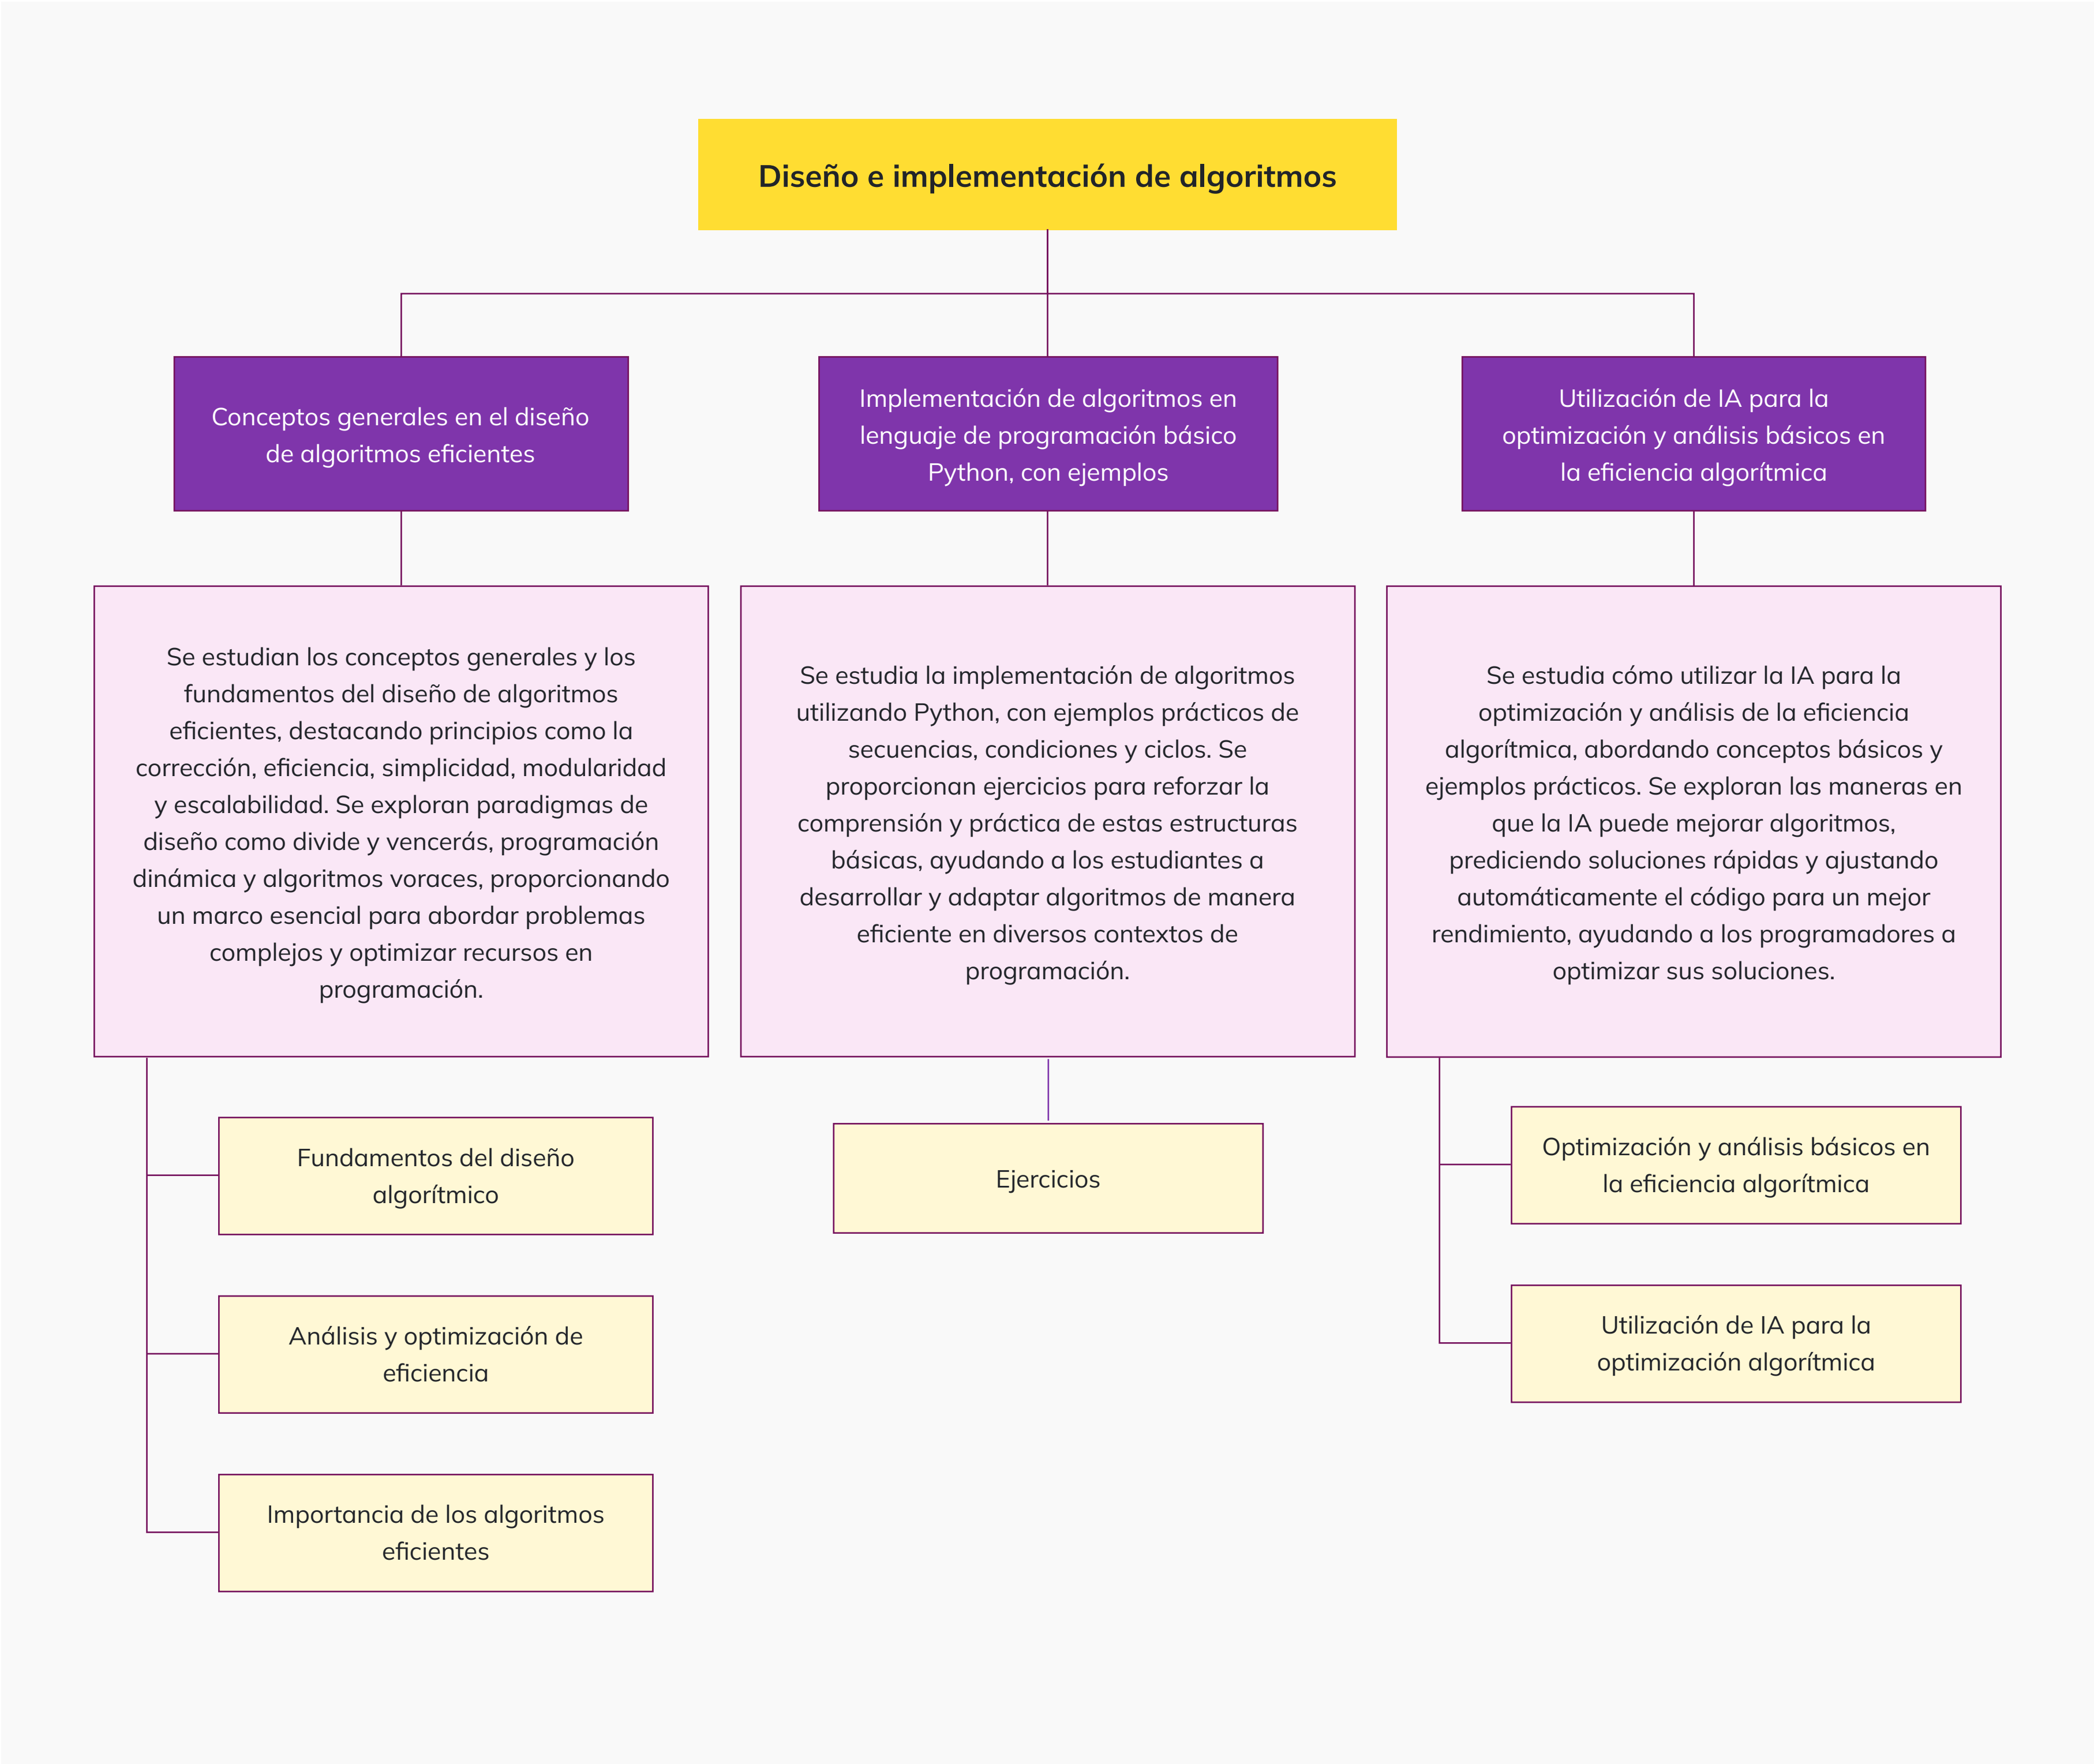 Diseño e implementación de algoritmos
Conceptos generales en el diseño
de algoritmos eficientes
Implementación de algoritmos en
lenguaje de programación básico
Python, con ejemplos
Utilización de IA para la
optimización y análisis básicos en
la eficiencia algorítmica
Se estudian los conceptos generales y los
fundamentos del diseño de algoritmos
eficientes, destacando principios como la
corrección, eficiencia, simplicidad, modularidad
y escalabilidad. Se exploran paradigmas de
diseño como divide y vencerás, programación
dinámica y algoritmos voraces, proporcionando
un marco esencial para abordar problemas
complejos y optimizar recursos en
programación.
Se estudia la implementación de algoritmos
utilizando Python, con ejemplos prácticos de
secuencias, condiciones y ciclos. Se
proporcionan ejercicios para reforzar la
comprensión y práctica de estas estructuras
básicas, ayudando a los estudiantes a
desarrollar y adaptar algoritmos de manera
eficiente en diversos contextos de
programación.
Se estudia cómo utilizar la IA para la
optimización y análisis de la eficiencia
algorítmica, abordando conceptos básicos y
ejemplos prácticos. Se exploran las maneras en
que la IA puede mejorar algoritmos,
prediciendo soluciones rápidas y ajustando
automáticamente el código para un mejor
rendimiento, ayudando a los programadores a
optimizar sus soluciones.
Fundamentos del diseño
algorítmico
Análisis y optimización de
eficiencia
Importancia de los algoritmos
eficientes
Ejercicios
Optimización y análisis básicos en
la eficiencia algorítmica
Utilización de IA para la
optimización algorítmica